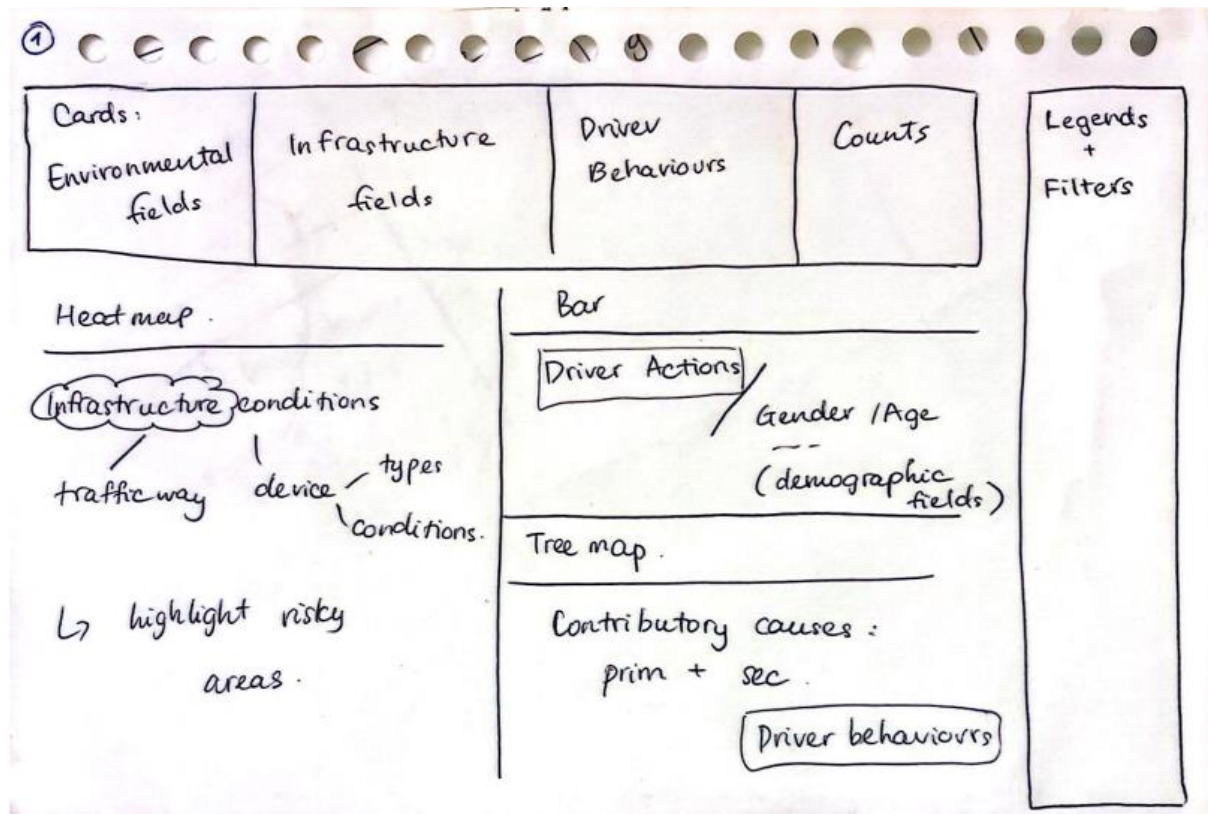 1
Cards:
Environmental
fields
Infrastructure
fields
Driver
Behaviours
Counts
Legends
+
Filters
Heatmap.
Infrastructure conditions
trafficway
device
types
conditions.
↳ highlight risky
areas.
Bar
Driver Actions
Gender / Age
(demographic
fields)
Tree map.
Contributory causes:
prim + sec.
Driver behaviours